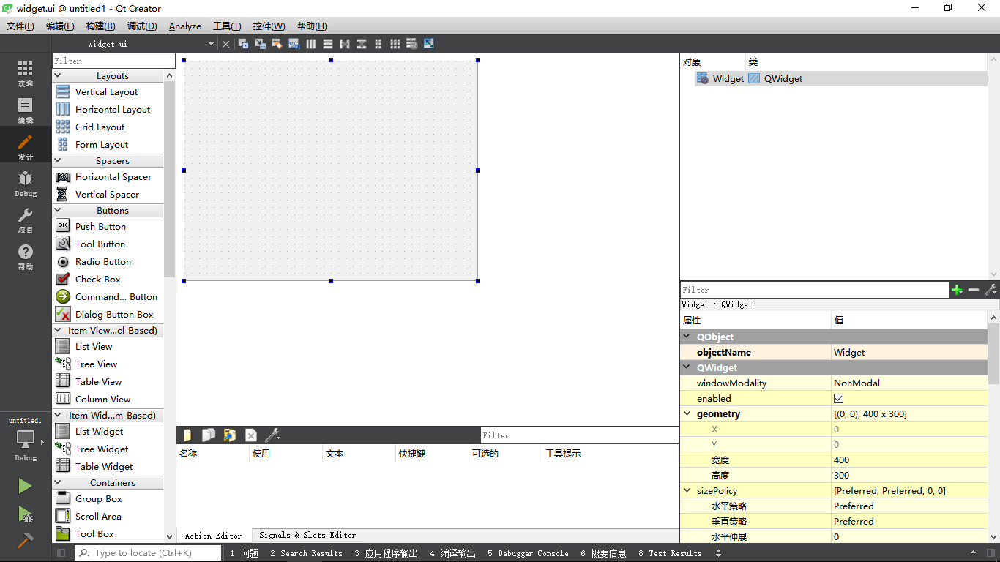 widget.ui @ untitled1 - Qt Creator
文件(F) 编辑(E) 构建(B) 调试(D) Analyze 工具(T) 控件(W) 帮助(H)
widget.ui
欢迎
编辑
设计
Debug
项目
帮助
untitled1
Debug
Filter
Layouts
Vertical Layout
Horizontal Layout
Grid Layout
Form Layout
Spacers
Horizontal Spacer
Vertical Spacer
Buttons
OK Push Button
Tool Button
Radio Button
Check Box
Command... Button
Dialog Button Box
Item View...el-Based)
List View
Tree View
Table View
Column View
Item Wid...m-Based)
List Widget
Tree Widget
Table Widget
Containers
Group Box
Scroll Area
Tool Box
Filter
名称 使用 文本 快捷键 可选的 工具提示
Action Editor Signals & Slots Editor
对象 类
Widget QWidget
Filter
Widget : QWidget
属性 值
QObject
objectName Widget
QWidget
windowModality NonModal
enabled
geometry [(0, 0), 400 x 300]
X 0
Y 0
宽度 400
高度 300
sizePolicy [Preferred, Preferred, 0, 0]
水平策略 Preferred
垂直策略 Preferred
水平伸展 0
Type to locate (Ctrl+K) 1 问题 2 Search Results 3 应用程序输出 4 编译输出 5 Debugger Console 6 概要信息 8 Test Results